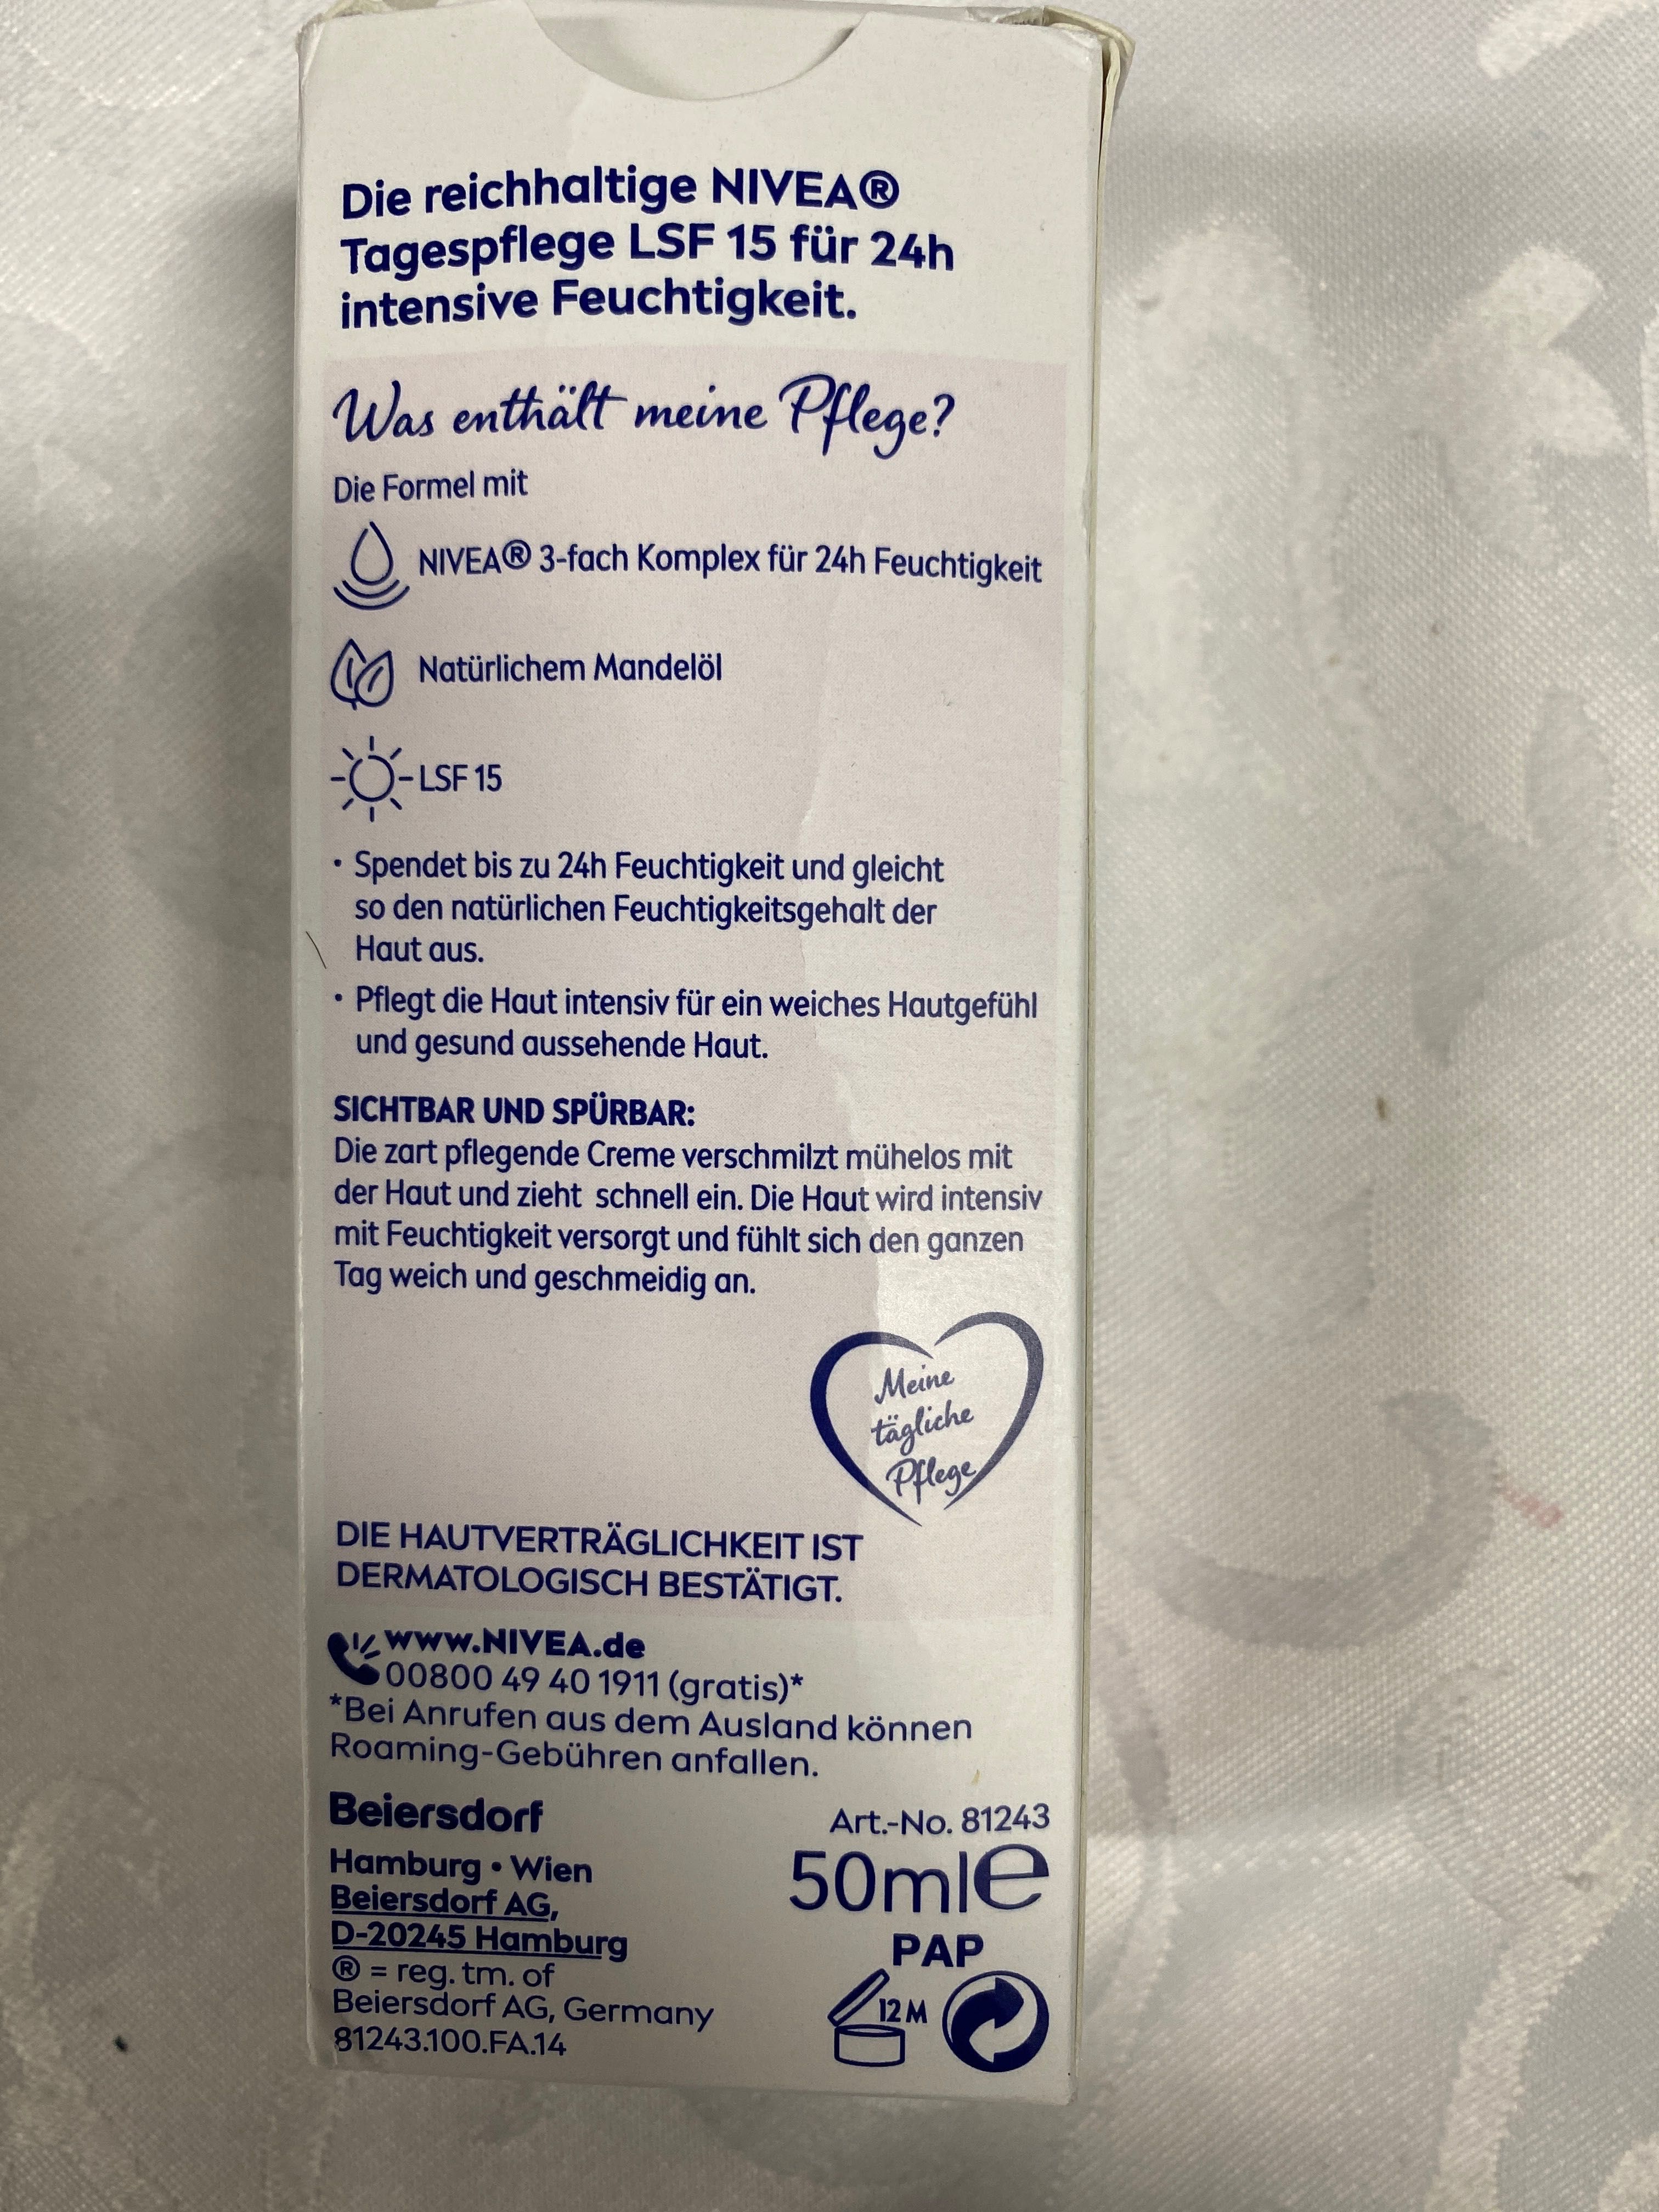 Die reichhaltige NIVEA®
Tagespflege LSF 15 für 24h
intensive Feuchtigkeit.
Was enthält meine Pflege?
Die Formel mit
NIVEA® 3-fach Komplex für 24h Feuchtigkeit
Natürlichem Mandelöl
LSF 15
• Spendet bis zu 24h Feuchtigkeit und gleicht
so den natürlichen Feuchtigkeitsgehalt der
Haut aus.
• Pflegt die Haut intensiv für ein weiches Hautgefühl
und gesund aussehende Haut.
SICHTBAR UND SPÜRBAR:
Die zart pflegende Creme verschmilzt mühelos mit
der Haut und zieht schnell ein. Die Haut wird intensiv
mit Feuchtigkeit versorgt und fühlt sich den ganzen
Tag weich und geschmeidig an.
Meine
tägliche
Pflege
DIE HAUTVERTRÄGLICHKEIT IST
DERMATOLOGISCH BESTÄTIGT.
www.NIVEA.de
00800 49 40 1911 (gratis)*
*Bei Anrufen aus dem Ausland können
Roaming-Gebühren anfallen.
Beiersdorf
Hamburg • Wien
Beiersdorf AG,
D-20245 Hamburg
® = reg. tm. of
Beiersdorf AG, Germany
81243.100.FA.14
Art.-No. 81243
50ml e
PAP
12 M